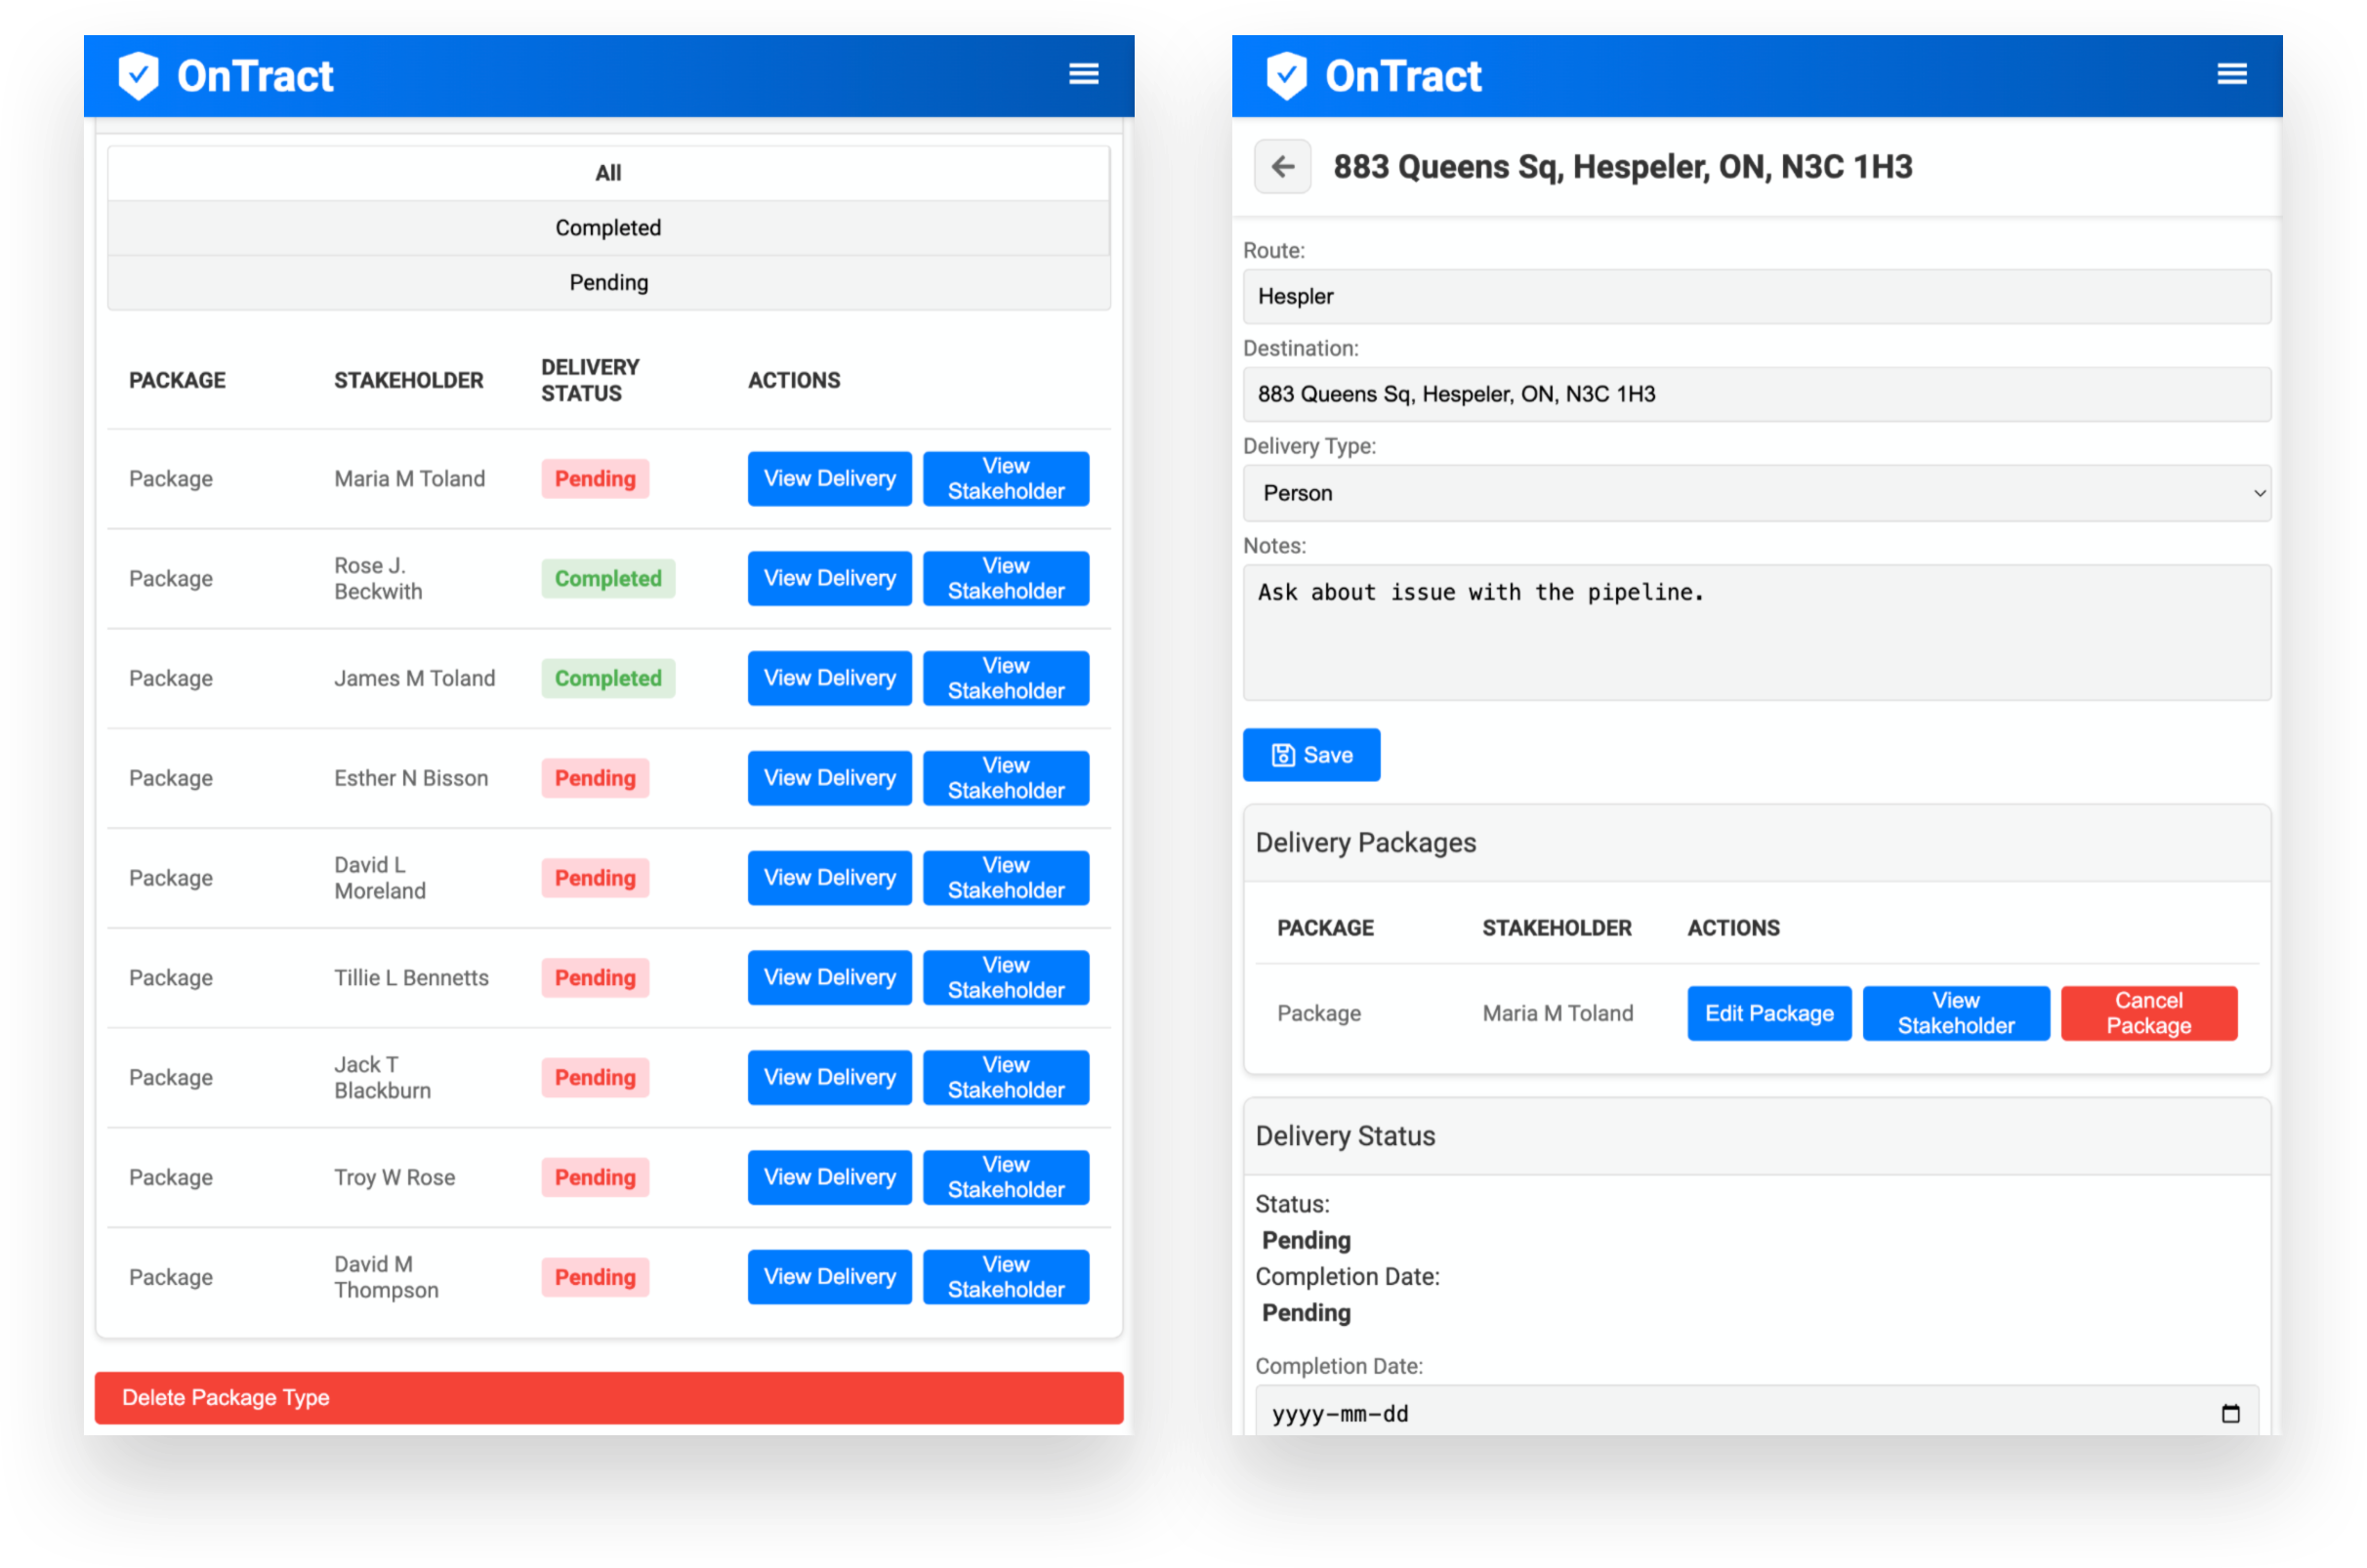 OnTract
All
Completed
Pending
PACKAGE STAKEHOLDER DELIVERY STATUS ACTIONS
Package Maria M Toland Pending View Delivery View Stakeholder
Package Rose J. Beckwith Completed View Delivery View Stakeholder
Package James M Toland Completed View Delivery View Stakeholder
Package Esther N Bisson Pending View Delivery View Stakeholder
Package David L Moreland Pending View Delivery View Stakeholder
Package Tillie L Bennetts Pending View Delivery View Stakeholder
Package Jack T Blackburn Pending View Delivery View Stakeholder
Package Troy W Rose Pending View Delivery View Stakeholder
Package David M Thompson Pending View Delivery View Stakeholder
Delete Package Type
OnTract
883 Queens Sq, Hespeler, ON, N3C 1H3
Route:
Hespler
Destination:
883 Queens Sq, Hespeler, ON, N3C 1H3
Delivery Type:
Person
Notes:
Ask about issue with the pipeline.
Save
Delivery Packages
PACKAGE STAKEHOLDER ACTIONS
Package Maria M Toland Edit Package View Stakeholder Cancel Package
Delivery Status
Status:
Pending
Completion Date:
Pending
Completion Date:
yyyy-mm-dd